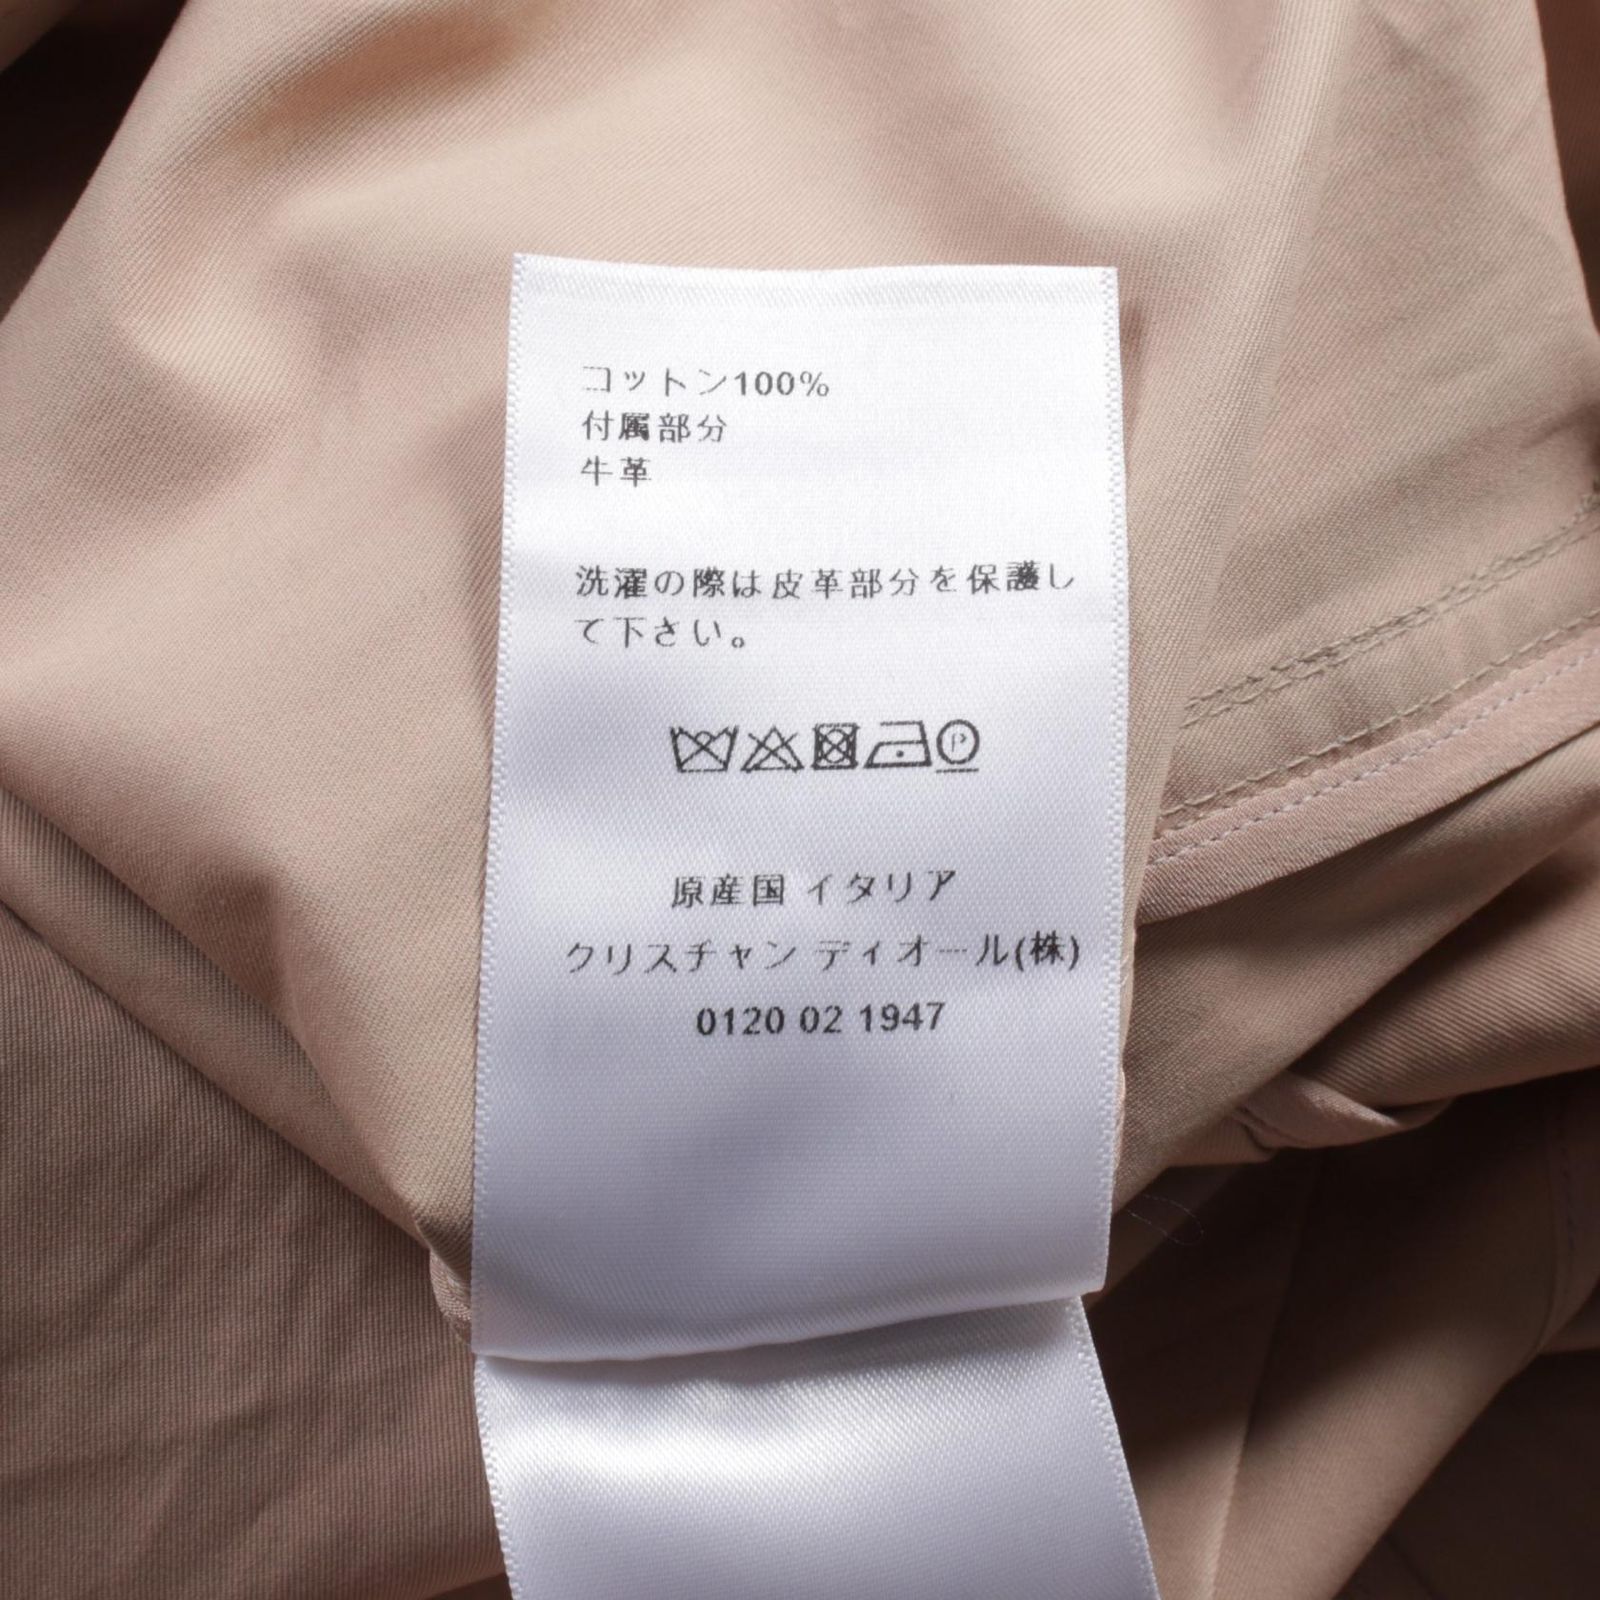 コットン100%
付属部分
牛革
洗濯の際は皮革部分を保護し
て下さい。
P
原産国 イタリア
クリスチャン ディオール(株)
0120 02 1947